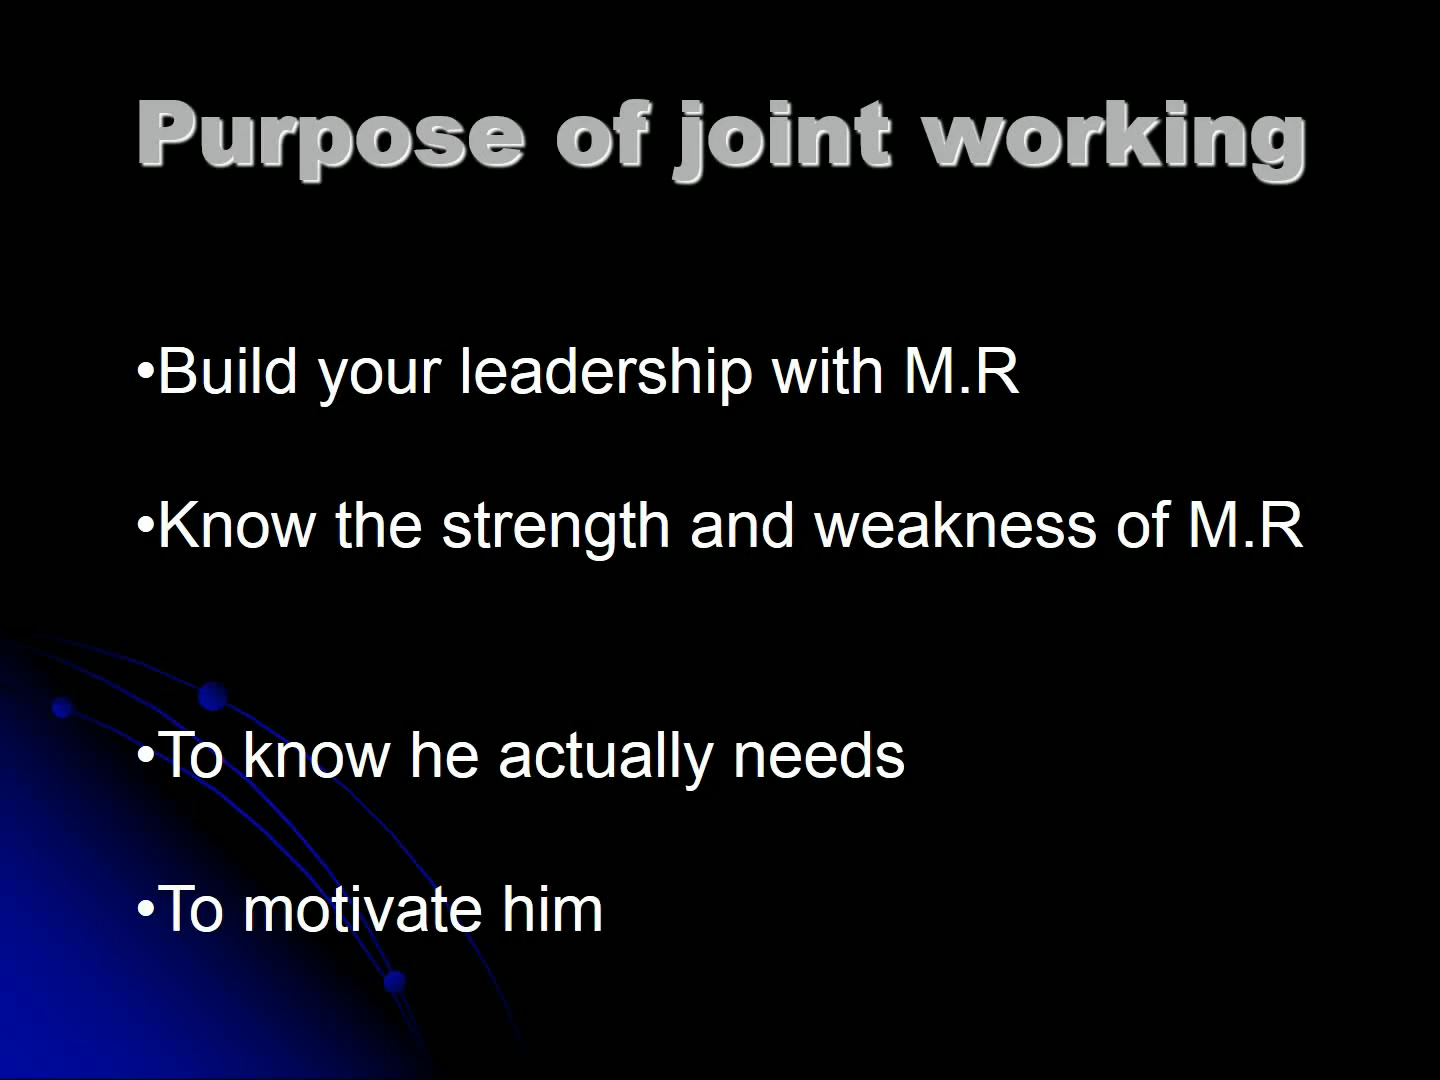 Purpose of joint working
•Build your leadership with M.R
•Know the strength and weakness of M.R
•To know he actually needs
•To motivate him